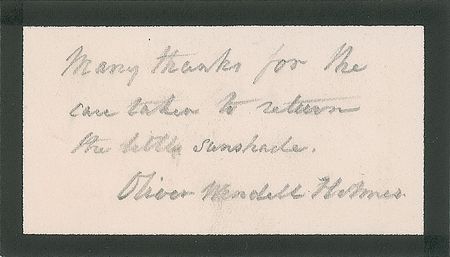 Many thanks for the
care taken to return
the little sunshade.
Oliver Wendell Holmes.